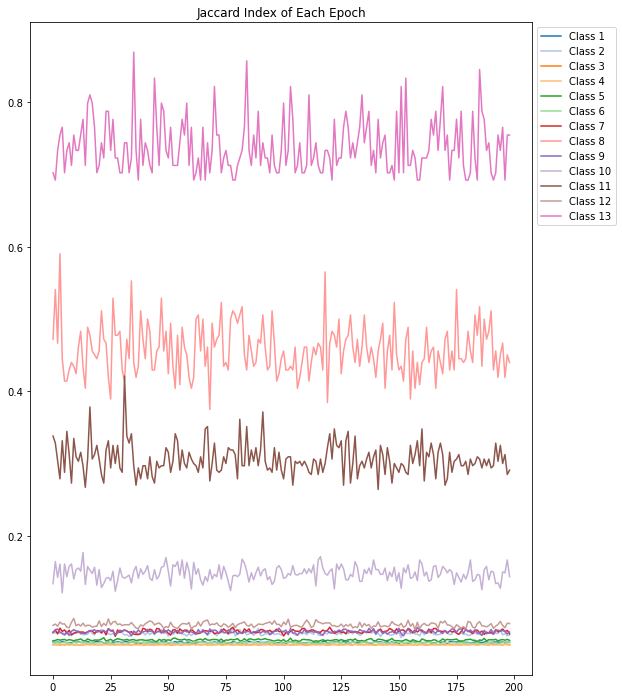 Jaccard Index of Each Epoch
Class 1
Class 2
Class 3
Class 4
Class 5
Class 6
Class 7
Class 8
Class 9
Class 10
Class 11
Class 12
Class 13
0.8
0.6
0.4
0.2
0 25 50 75 100 125 150 175 200